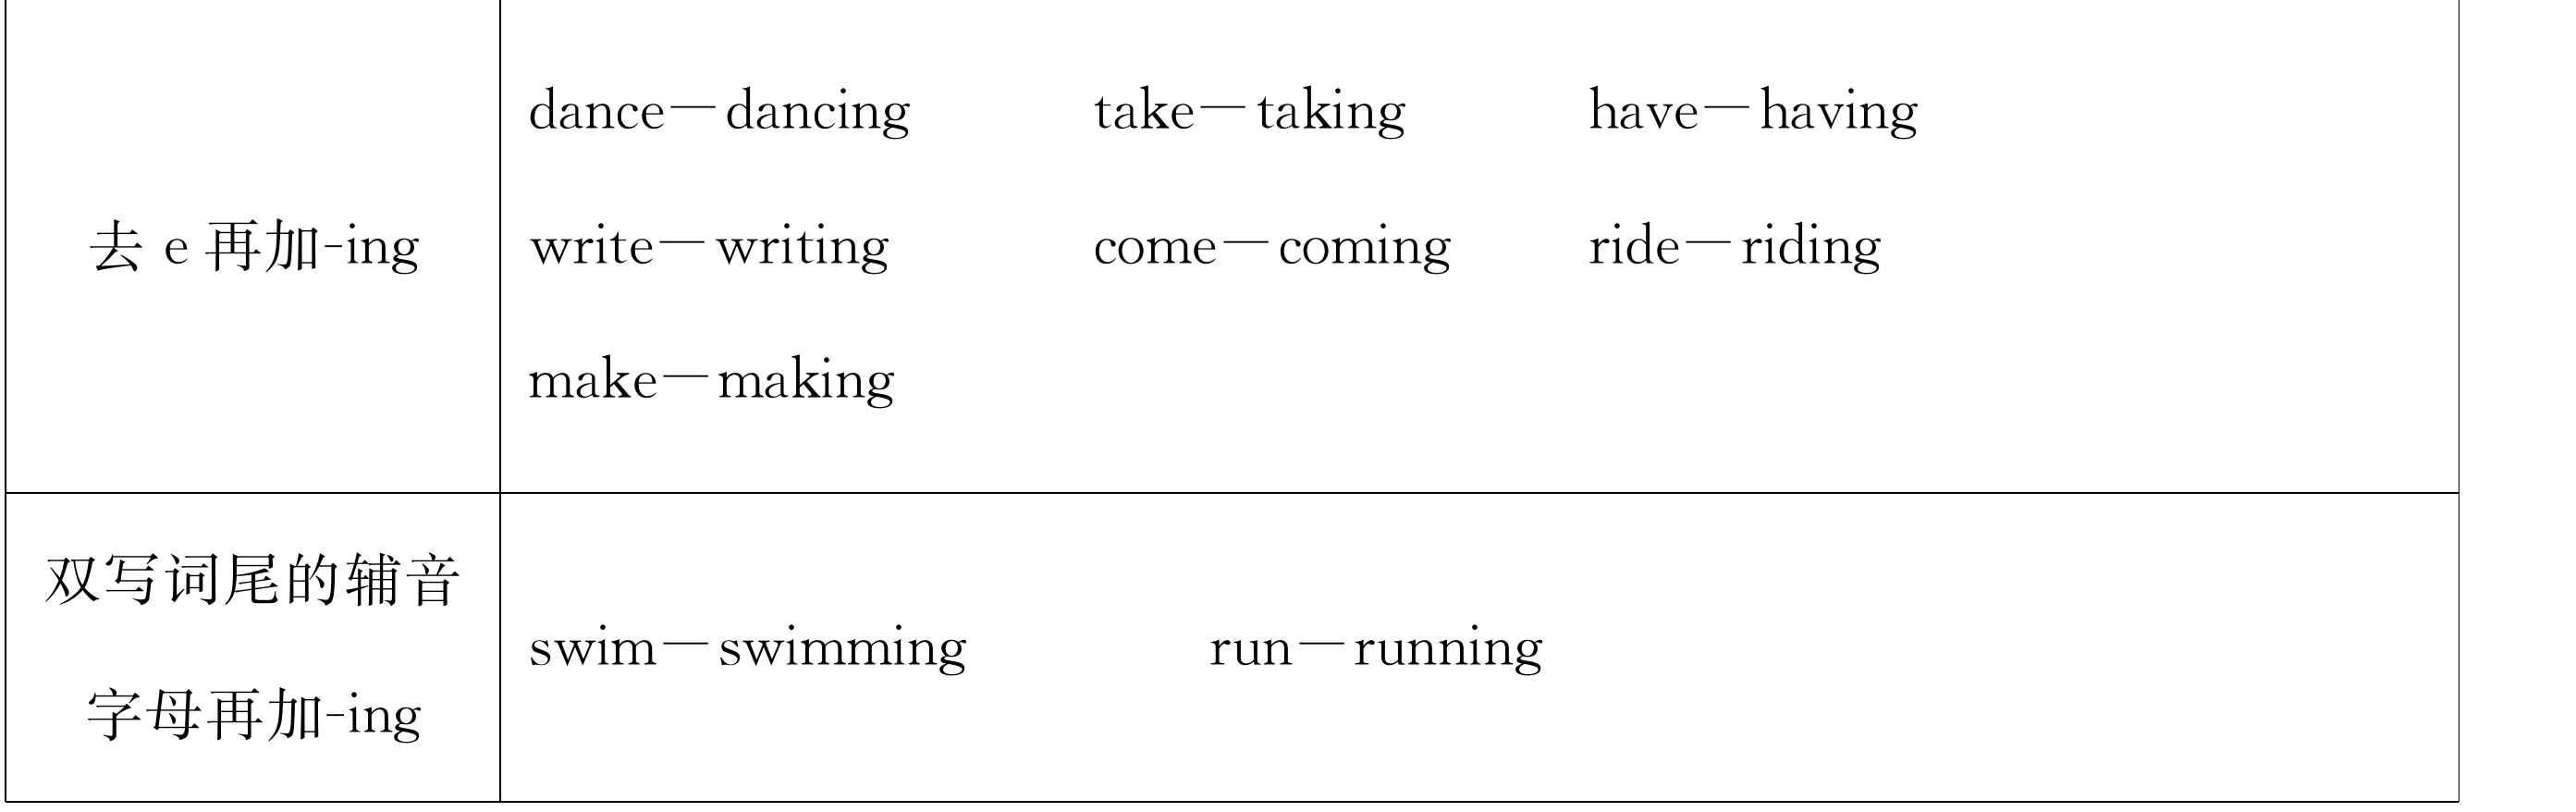 dance—dancing take—taking have—having
去 e 再加-ing
write—writing come—coming ride—riding
make—making
双写词尾的辅音
字母再加-ing
swim—swimming run—running